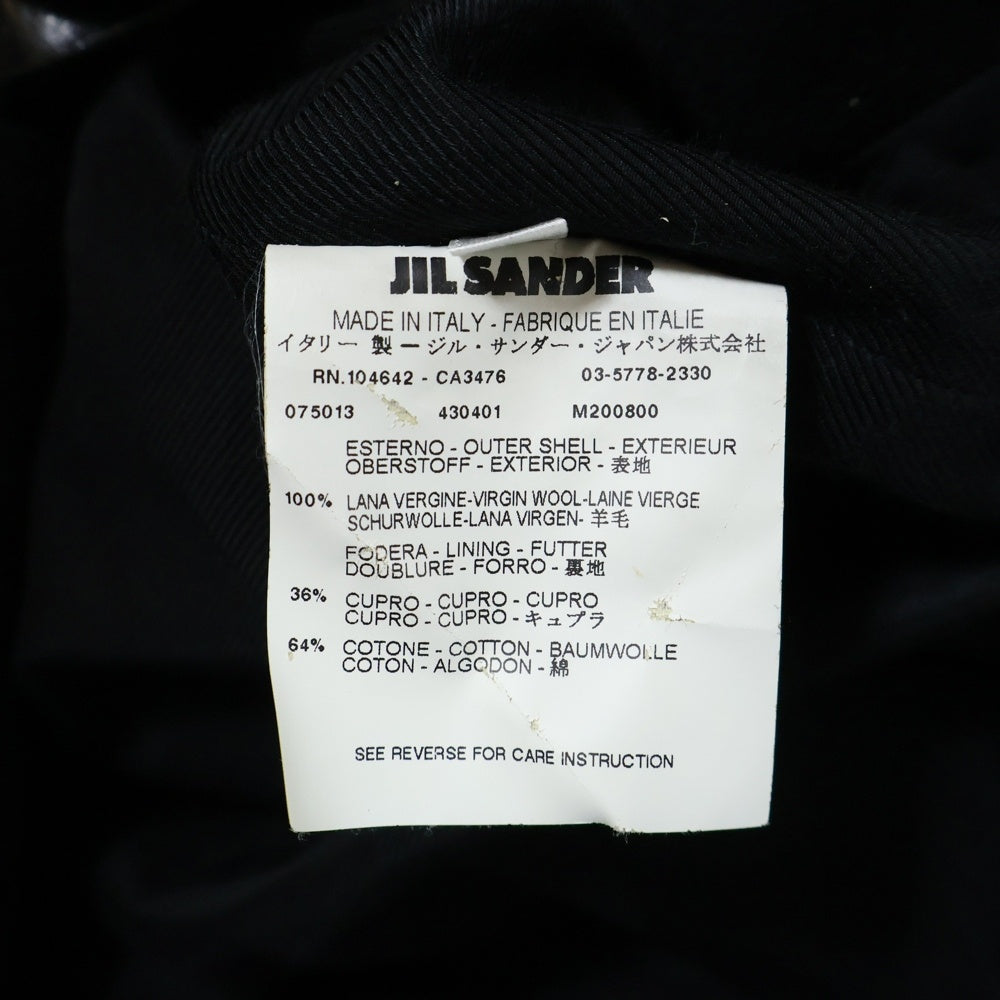 JIL SANDER
MADE IN ITALY - FABRIQUE EN ITALIE
イタリー 製 ー ジル・サンダー・ジャパン株式会社
RN.104642 - CA3476 03-5778-2330
075013 430401 M200800
ESTERNO - OUTER SHELL - EXTERIEUR
OBERSTOFF - EXTERIOR - 表地
100% LANA VERGINE-VIRGIN WOOL-LAINE VIERGE
SCHURWOLLE-LANA VIRGEN- 羊毛
FODERA - LINING - FUTTER
DOUBLURE - FORRO - 裏地
36% CUPRO - CUPRO - CUPRO
CUPRO - CUPRO - キュプラ
64% COTONE - COTTON - BAUMWOLLE
COTON - ALGODON - 綿
SEE REVERSE FOR CARE INSTRUCTION